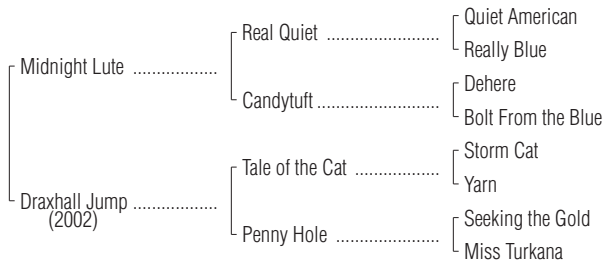 Quiet American
Real Quiet ....................
Really Blue
Midnight Lute ..................
Dehere
Candytuft......................
Bolt From the Blue
Storm Cat
Tale of the Cat ................
Yarn
Draxhall Jump ..................
(2002)
Seeking the Gold
Penny Hole ...................
Miss Turkana